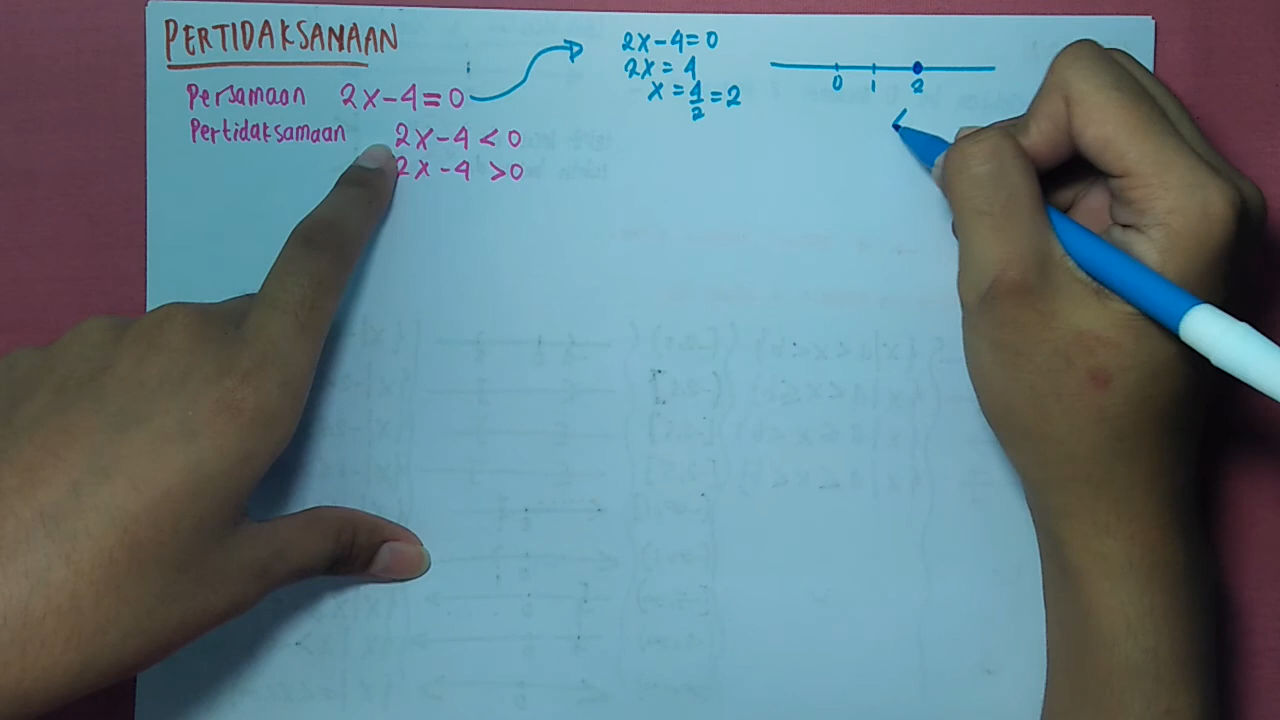 PERTIDAKSAMAAN
Persamaan 2x-4=0
Pertidaksamaan 2x-4<0
2x-4 >0
2x-4=0
2x=4
x=4/2=2
0 1 2